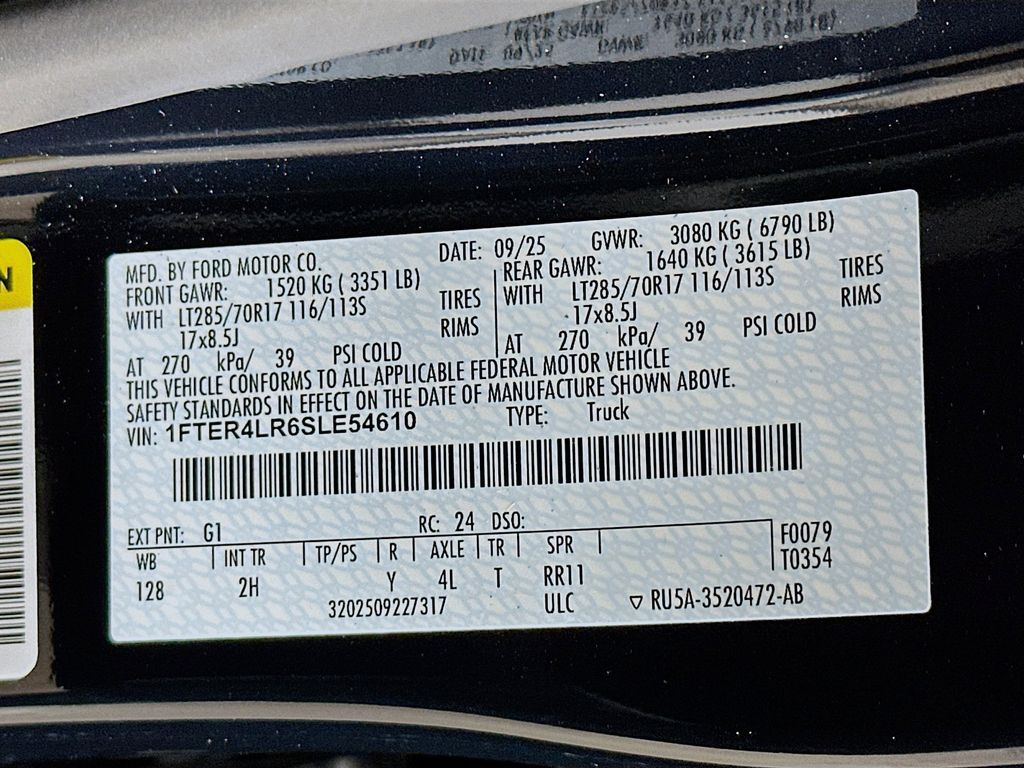 MFD. BY FORD MOTOR CO. DATE: 09/25 GVWR: 3080 KG ( 6790 LB)
FRONT GAWR: 1520 KG ( 3351 LB) REAR GAWR: 1640 KG ( 3615 LB)
WITH LT285/70R17 116/113S TIRES WITH LT285/70R17 116/113S TIRES
17x8.5J RIMS 17x8.5J RIMS
AT 270 kPa/ 39 PSI COLD AT 270 kPa/ 39 PSI COLD
THIS VEHICLE CONFORMS TO ALL APPLICABLE FEDERAL MOTOR VEHICLE
SAFETY STANDARDS IN EFFECT ON THE DATE OF MANUFACTURE SHOWN ABOVE.
VIN: 1FTER4LR6SLE54610 TYPE: Truck
EXT PNT: G1 RC: 24 DSO:
WB INT TR TP/PS R AXLE TR SPR F0079
128 2H Y 4L T RR11 T0354
3202509227317 ULC ▽ RU5A-3520472-AB
N